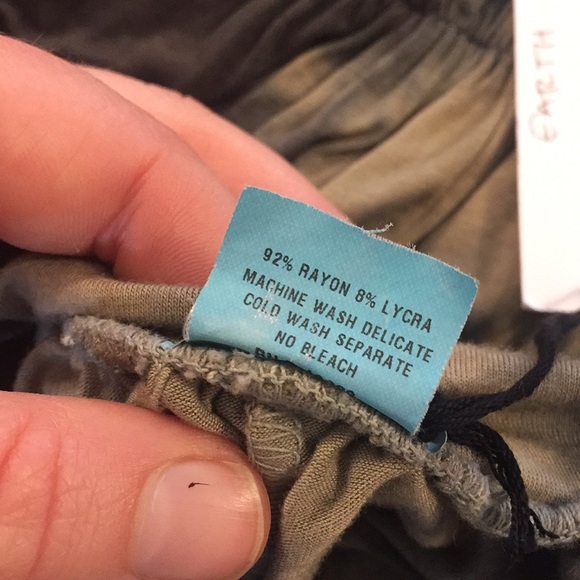 92% RAYON 8% LYCRA
MACHINE WASH DELICATE
COLD WASH SEPARATE
NO BLEACH
EARTH